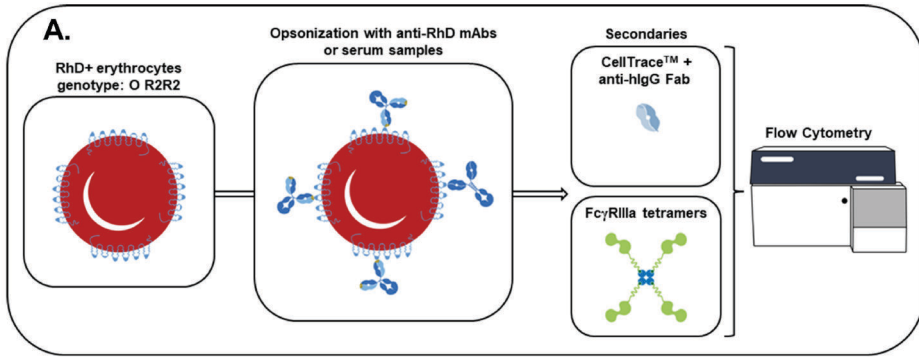 A.
RhD+ erythrocytes
genotype: O R2R2
Opsonization with anti-RhD mAbs
or serum samples
Secondaries
CellTrace™ +
anti-hIgG Fab
FcγRIIIa tetramers
Flow Cytometry